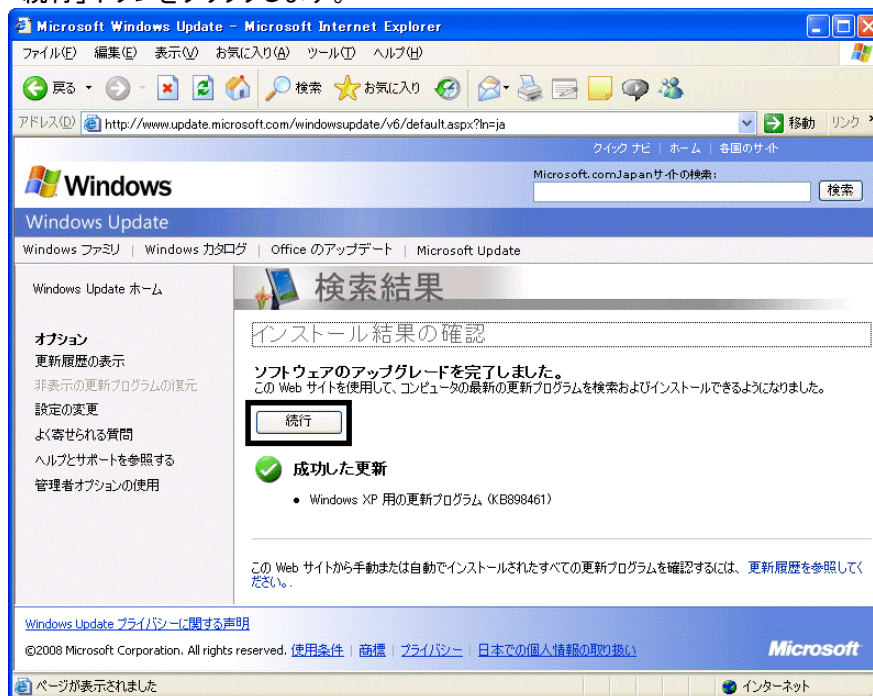 Microsoft Windows Update - Microsoft Internet Explorer
ファイル(F) 編集(E) 表示(V) お気に入り(A) ツール(T) ヘルプ(H)
戻る 検索 お気に入り
アドレス(D) http://www.update.microsoft.com/windowsupdate/v6/default.aspx?ln=ja 移動 リンク
クイック ナビ | ホーム | 各国のサイト
Windows
Microsoft.comJapanサイトの検索:
検索
Windows Update
Windows ファミリ | Windows カタログ | Office のアップデート | Microsoft Update
Windows Update ホーム
オプション
更新履歴の表示
非表示の更新プログラムの復元
設定の変更
よく寄せられる質問
ヘルプとサポートを参照する
管理者オプションの使用
検索結果
インストール結果の確認
ソフトウェアのアップグレードを完了しました。
この Web サイトを使用して、コンピュータの最新の更新プログラムを検索およびインストールできるようになりました。
続行
成功した更新
• Windows XP 用の更新プログラム (KB898461)
この Web サイトから手動または自動でインストールされたすべての更新プログラムを確認するには、更新履歴を参照してく
ださい。.
Windows Update プライバシーに関する声明
©2008 Microsoft Corporation. All rights reserved. 使用条件 | 商標 | プライバシー | 日本での個人情報の取り扱い
Microsoft
ページが表示されました インターネット